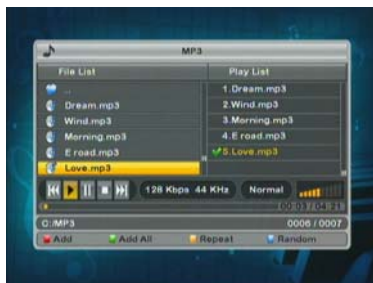 MP3
File List
Play List
..
Dream.mp3
Wind.mp3
Morning.mp3
E road.mp3
Love.mp3
1.Dream.mp3
2.Wind.mp3
3.Morning.mp3
4.E road.mp3
5.Love.mp3
128 Kbps 44 KHz
Normal
00:03 / 04:21
C:/MP3
0006 / 0007
Add
Add All
Repeat
Random